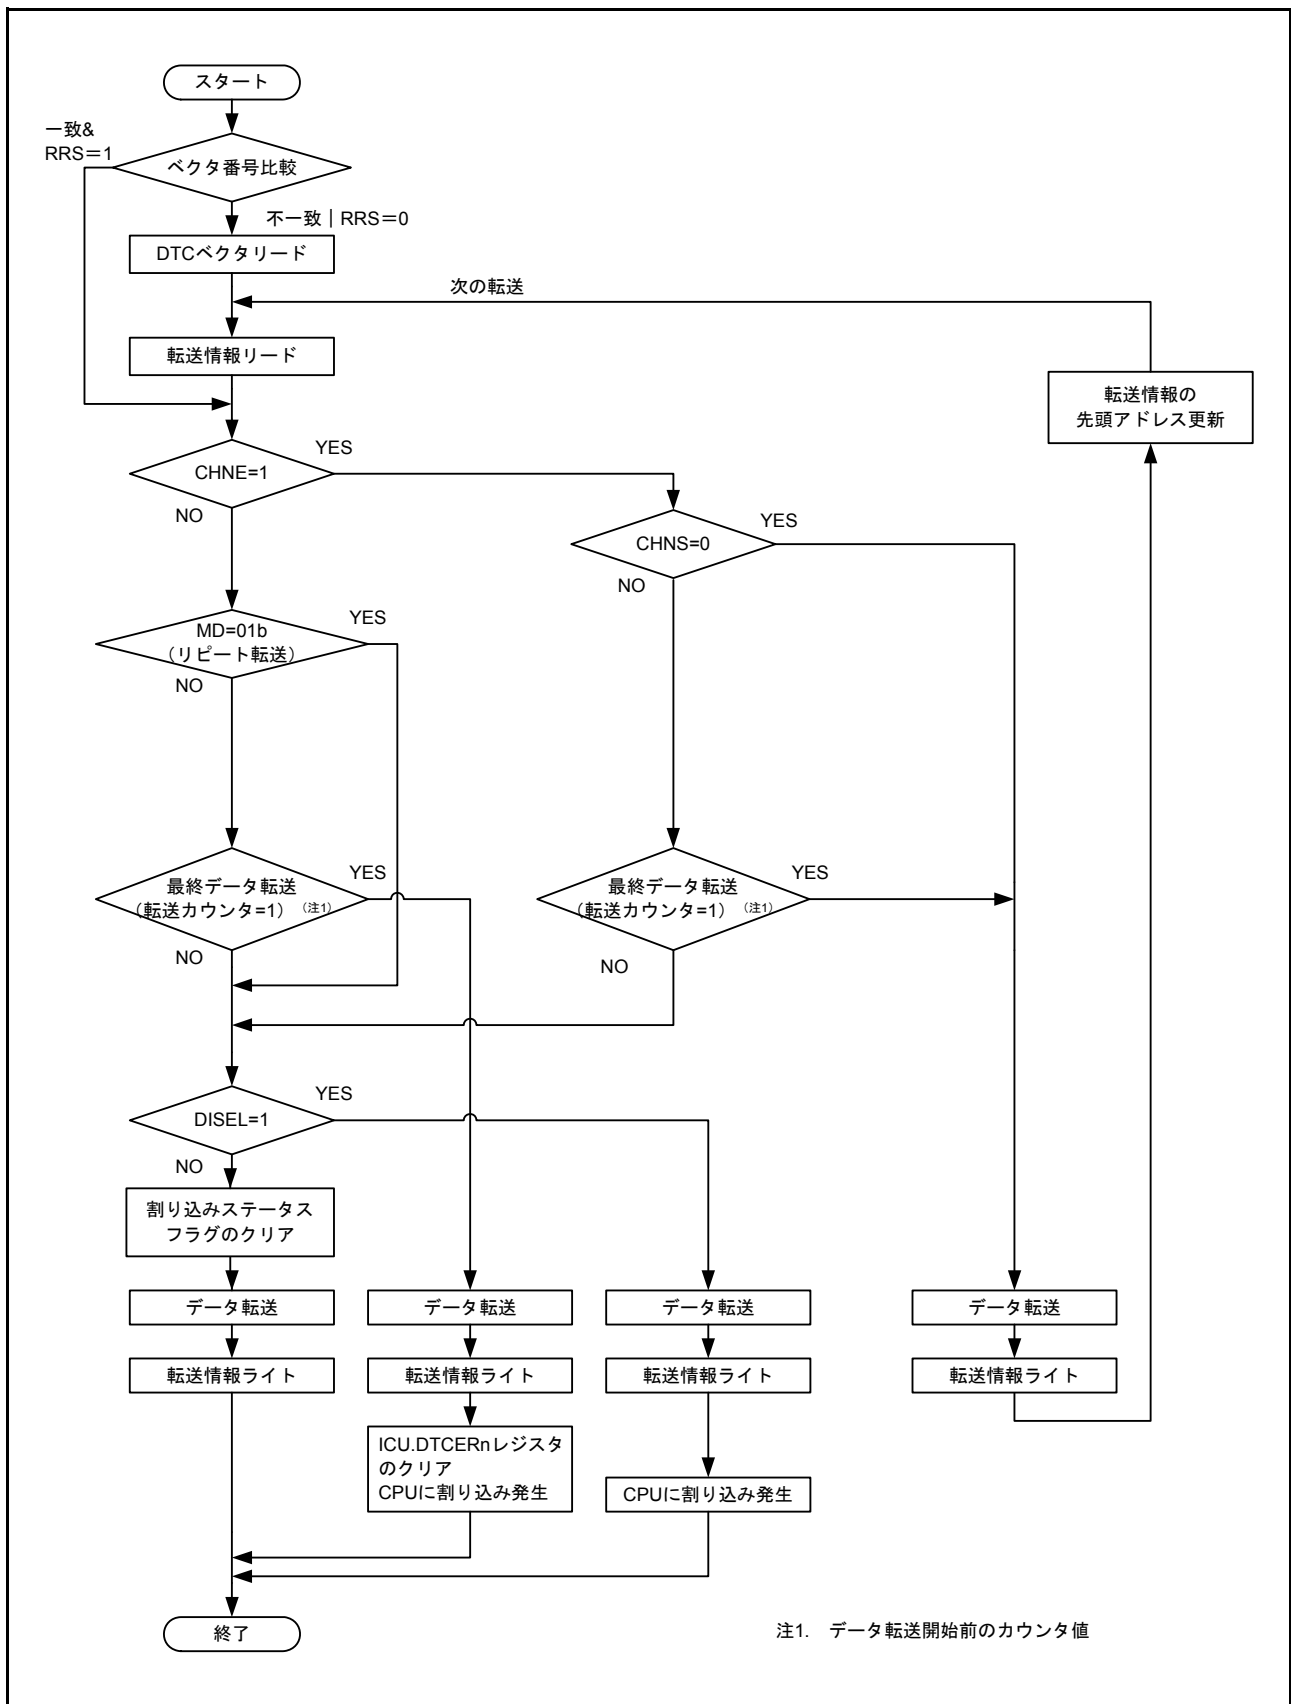 スタート
一致&
RRS=1
ベクタ番号比較
不一致｜RRS=0
DTCベクタリード
次の転送
転送情報リード
転送情報の
先頭アドレス更新
CHNE=1
YES
NO
CHNS=0
YES
NO
MD=01b
（リピート転送）
YES
NO
最終データ転送
（転送カウンタ=1）（注1）
YES
NO
最終データ転送
（転送カウンタ=1）（注1）
YES
NO
DISEL=1
YES
NO
割り込みステータス
フラグのクリア
データ転送
データ転送
データ転送
データ転送
転送情報ライト
転送情報ライト
転送情報ライト
転送情報ライト
ICU.DTCERnレジスタ
のクリア
CPUに割り込み発生
CPUに割り込み発生
終了
注1. データ転送開始前のカウンタ値